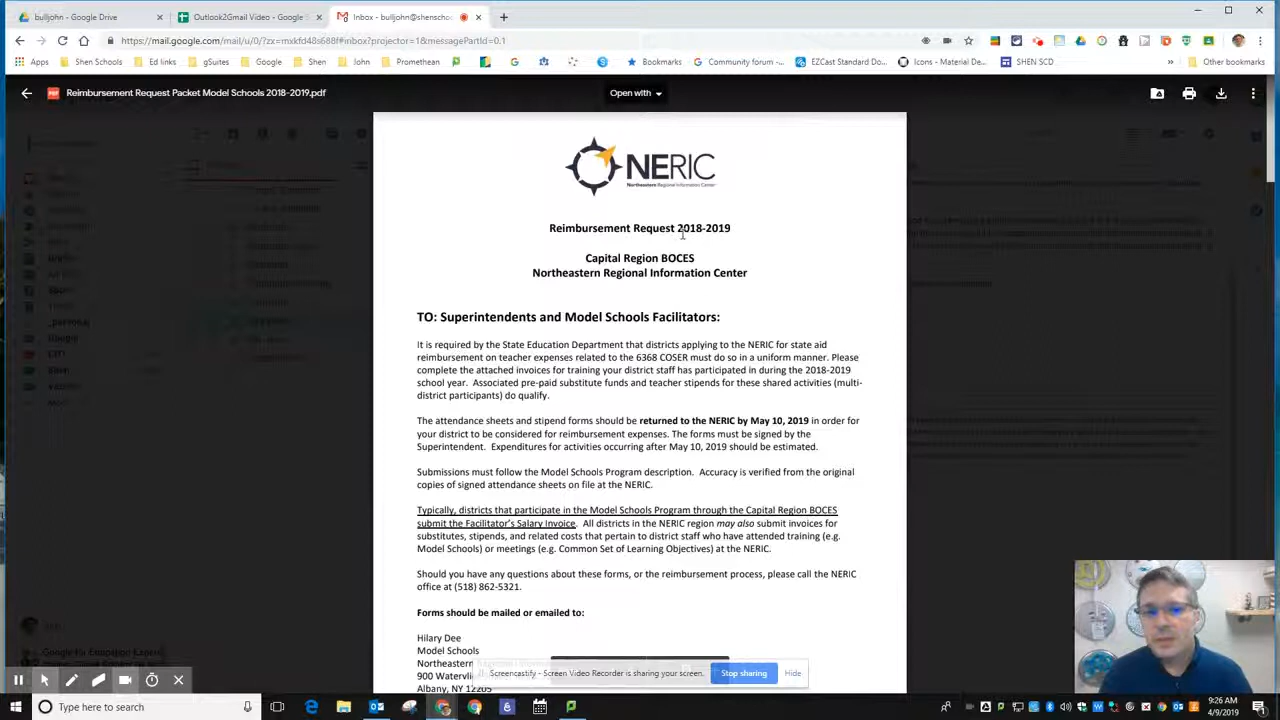 bulljohn - Google Drive
Outlook2Gmail Video - Google S
Inbox - bulljohn@shenscho
https://mail.google.com/mail/u/0/?zx=mxkfd48s688f#inbox?projector=1&messagePartId=0.1
Apps
Shen Schools
Ed links
gSuites
Google
Shen
John
Promethean
Bookmarks
Community forum -
EZCast Standard Do
Icons - Material De
SHEN SCD
»
Other bookmarks
Reimbursement Request Packet Model Schools 2018-2019.pdf
Open with
NERIC
Northeastern Regional Information Center
Reimbursement Request 2018-2019
Capital Region BOCES
Northeastern Regional Information Center
TO: Superintendents and Model Schools Facilitators:
It is required by the State Education Department that districts applying to the NERIC for state aid
reimbursement on teacher expenses related to the 6368 COSER must do so in a uniform manner. Please
complete the attached invoices for training your district staff has participated in during the 2018-2019
school year. Associated pre-paid substitute funds and teacher stipends for these shared activities (multi-
district participants) do qualify.
The attendance sheets and stipend forms should be returned to the NERIC by May 10, 2019 in order for
your district to be considered for reimbursement expenses. The forms must be signed by the
Superintendent. Expenditures for activities occurring after May 10, 2019 should be estimated.
Submissions must follow the Model Schools Program description. Accuracy is verified from the original
copies of signed attendance sheets on file at the NERIC.
Typically, districts that participate in the Model Schools Program through the Capital Region BOCES
submit the Facilitator's Salary Invoice. All districts in the NERIC region may also submit invoices for
substitutes, stipends, and related costs that pertain to district staff who have attended training (e.g.
Model Schools) or meetings (e.g. Common Set of Learning Objectives) at the NERIC.
Should you have any questions about these forms, or the reimbursement process, please call the NERIC
office at (518) 862-5321.
Forms should be mailed or emailed to:
Hilary Dee
Model Schools
Northeastern
900 Watervli
Albany, NY 12205
Screencastify - Screen Video Recorder is sharing your screen.
Stop sharing
Hide
Type here to search
9:26 AM
4/9/2019